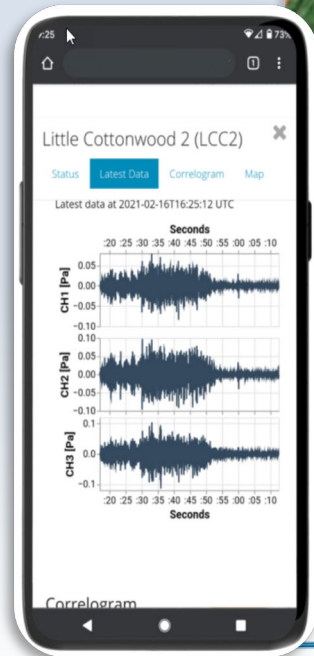 :25
73%
1
Little Cottonwood 2 (LCC2)
Status Latest Data Correlogram Map
Latest data at 2021-02-16T16:25:12 UTC
Seconds
:20 :25 :30 :35 :40 :45 :50 :55 :00 :05 :10
CH1 [Pa]
0.05
0.00
−0.05
−0.10
CH2 [Pa]
0.10
0.05
0.00
−0.05
−0.10
CH3 [Pa]
0.1
0.0
−0.1
:20 :25 :30 :35 :40 :45 :50 :55 :00 :05 :10
Seconds
Correlogram